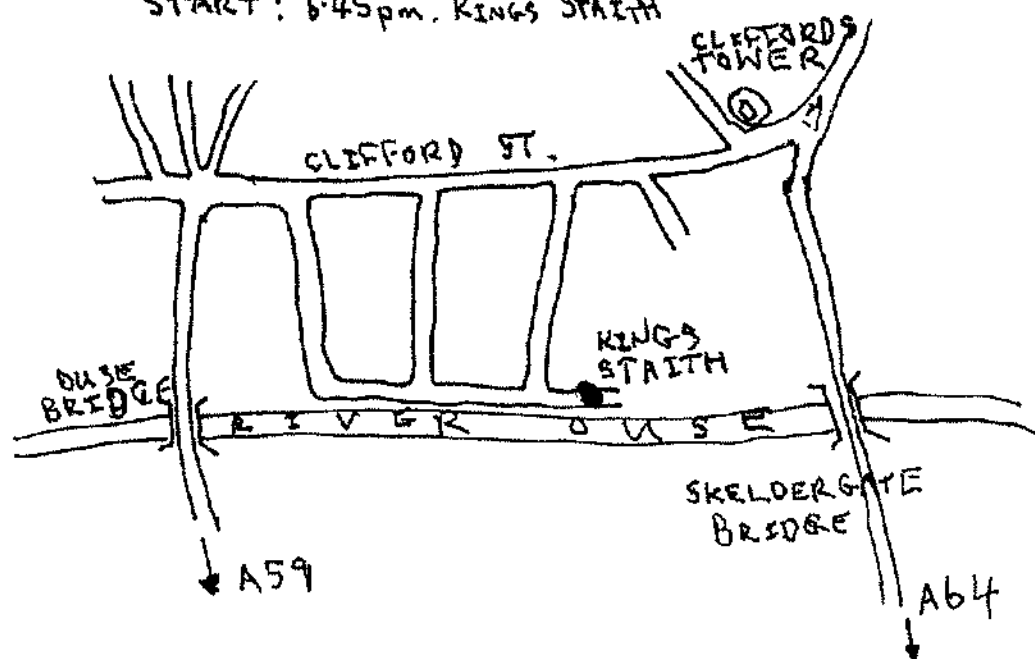 START: 6.45pm. KINGS STAITH
CLIFFORDS
TOWER
CLIFFORD ST.
KINGS
STAITH
OUSE
BRIDGE
RIVER OUSE
SKELDERGATE
BRIDGE
A59
A64